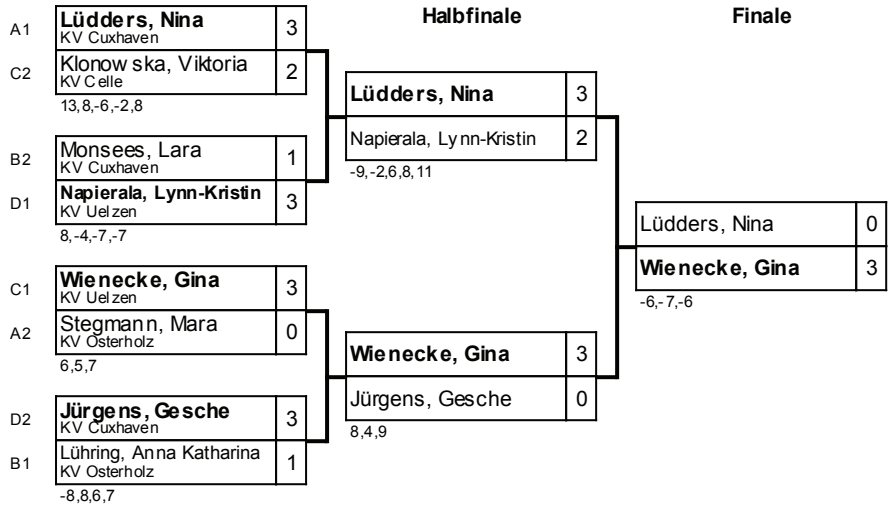 Halbfinale
Finale
A1
Lüdders, Nina
3
KV Cuxhaven
C2
Klonowska, Viktoria
2
KV Celle
13,8,-6,-2,8
B2
Monsees, Lara
1
KV Cuxhaven
D1
Napierala, Lynn-Kristin
3
KV Uelzen
8,-4,-7,-7
C1
Wienecke, Gina
3
KV Uelzen
A2
Stegmann, Mara
0
KV Osterholz
6,5,7
D2
Jürgens, Gesche
3
KV Cuxhaven
B1
Lühring, Anna Katharina
1
KV Osterholz
-8,8,6,7
Lüdders, Nina
3
Napierala, Lynn-Kristin
2
-9,-2,6,8,11
Wienecke, Gina
3
Jürgens, Gesche
0
8,4,9
Lüdders, Nina
0
Wienecke, Gina
3
-6,-7,-6